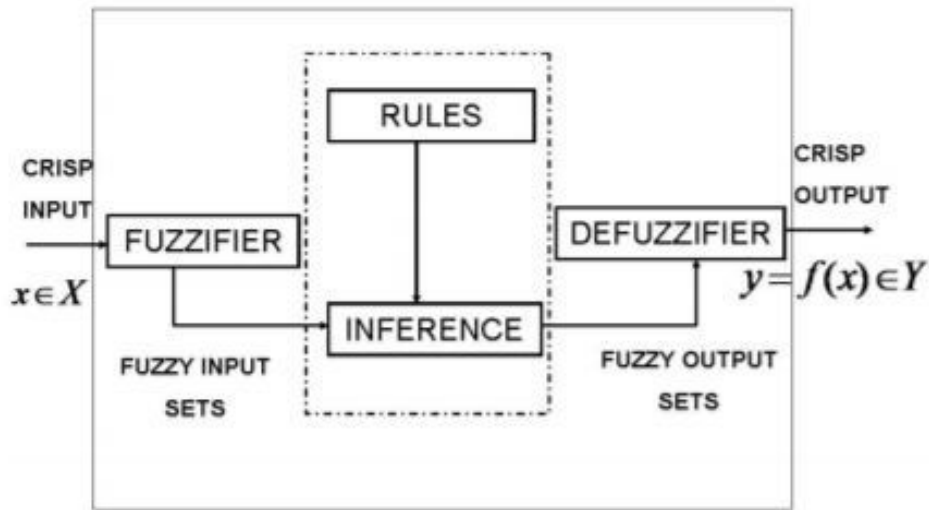 RULES
CRISP
INPUT
CRISP
OUTPUT
FUZZIFIER
DEFUZZIFIER
x ∈ X
y = f(x) ∈ Y
INFERENCE
FUZZY INPUT
SETS
FUZZY OUTPUT
SETS